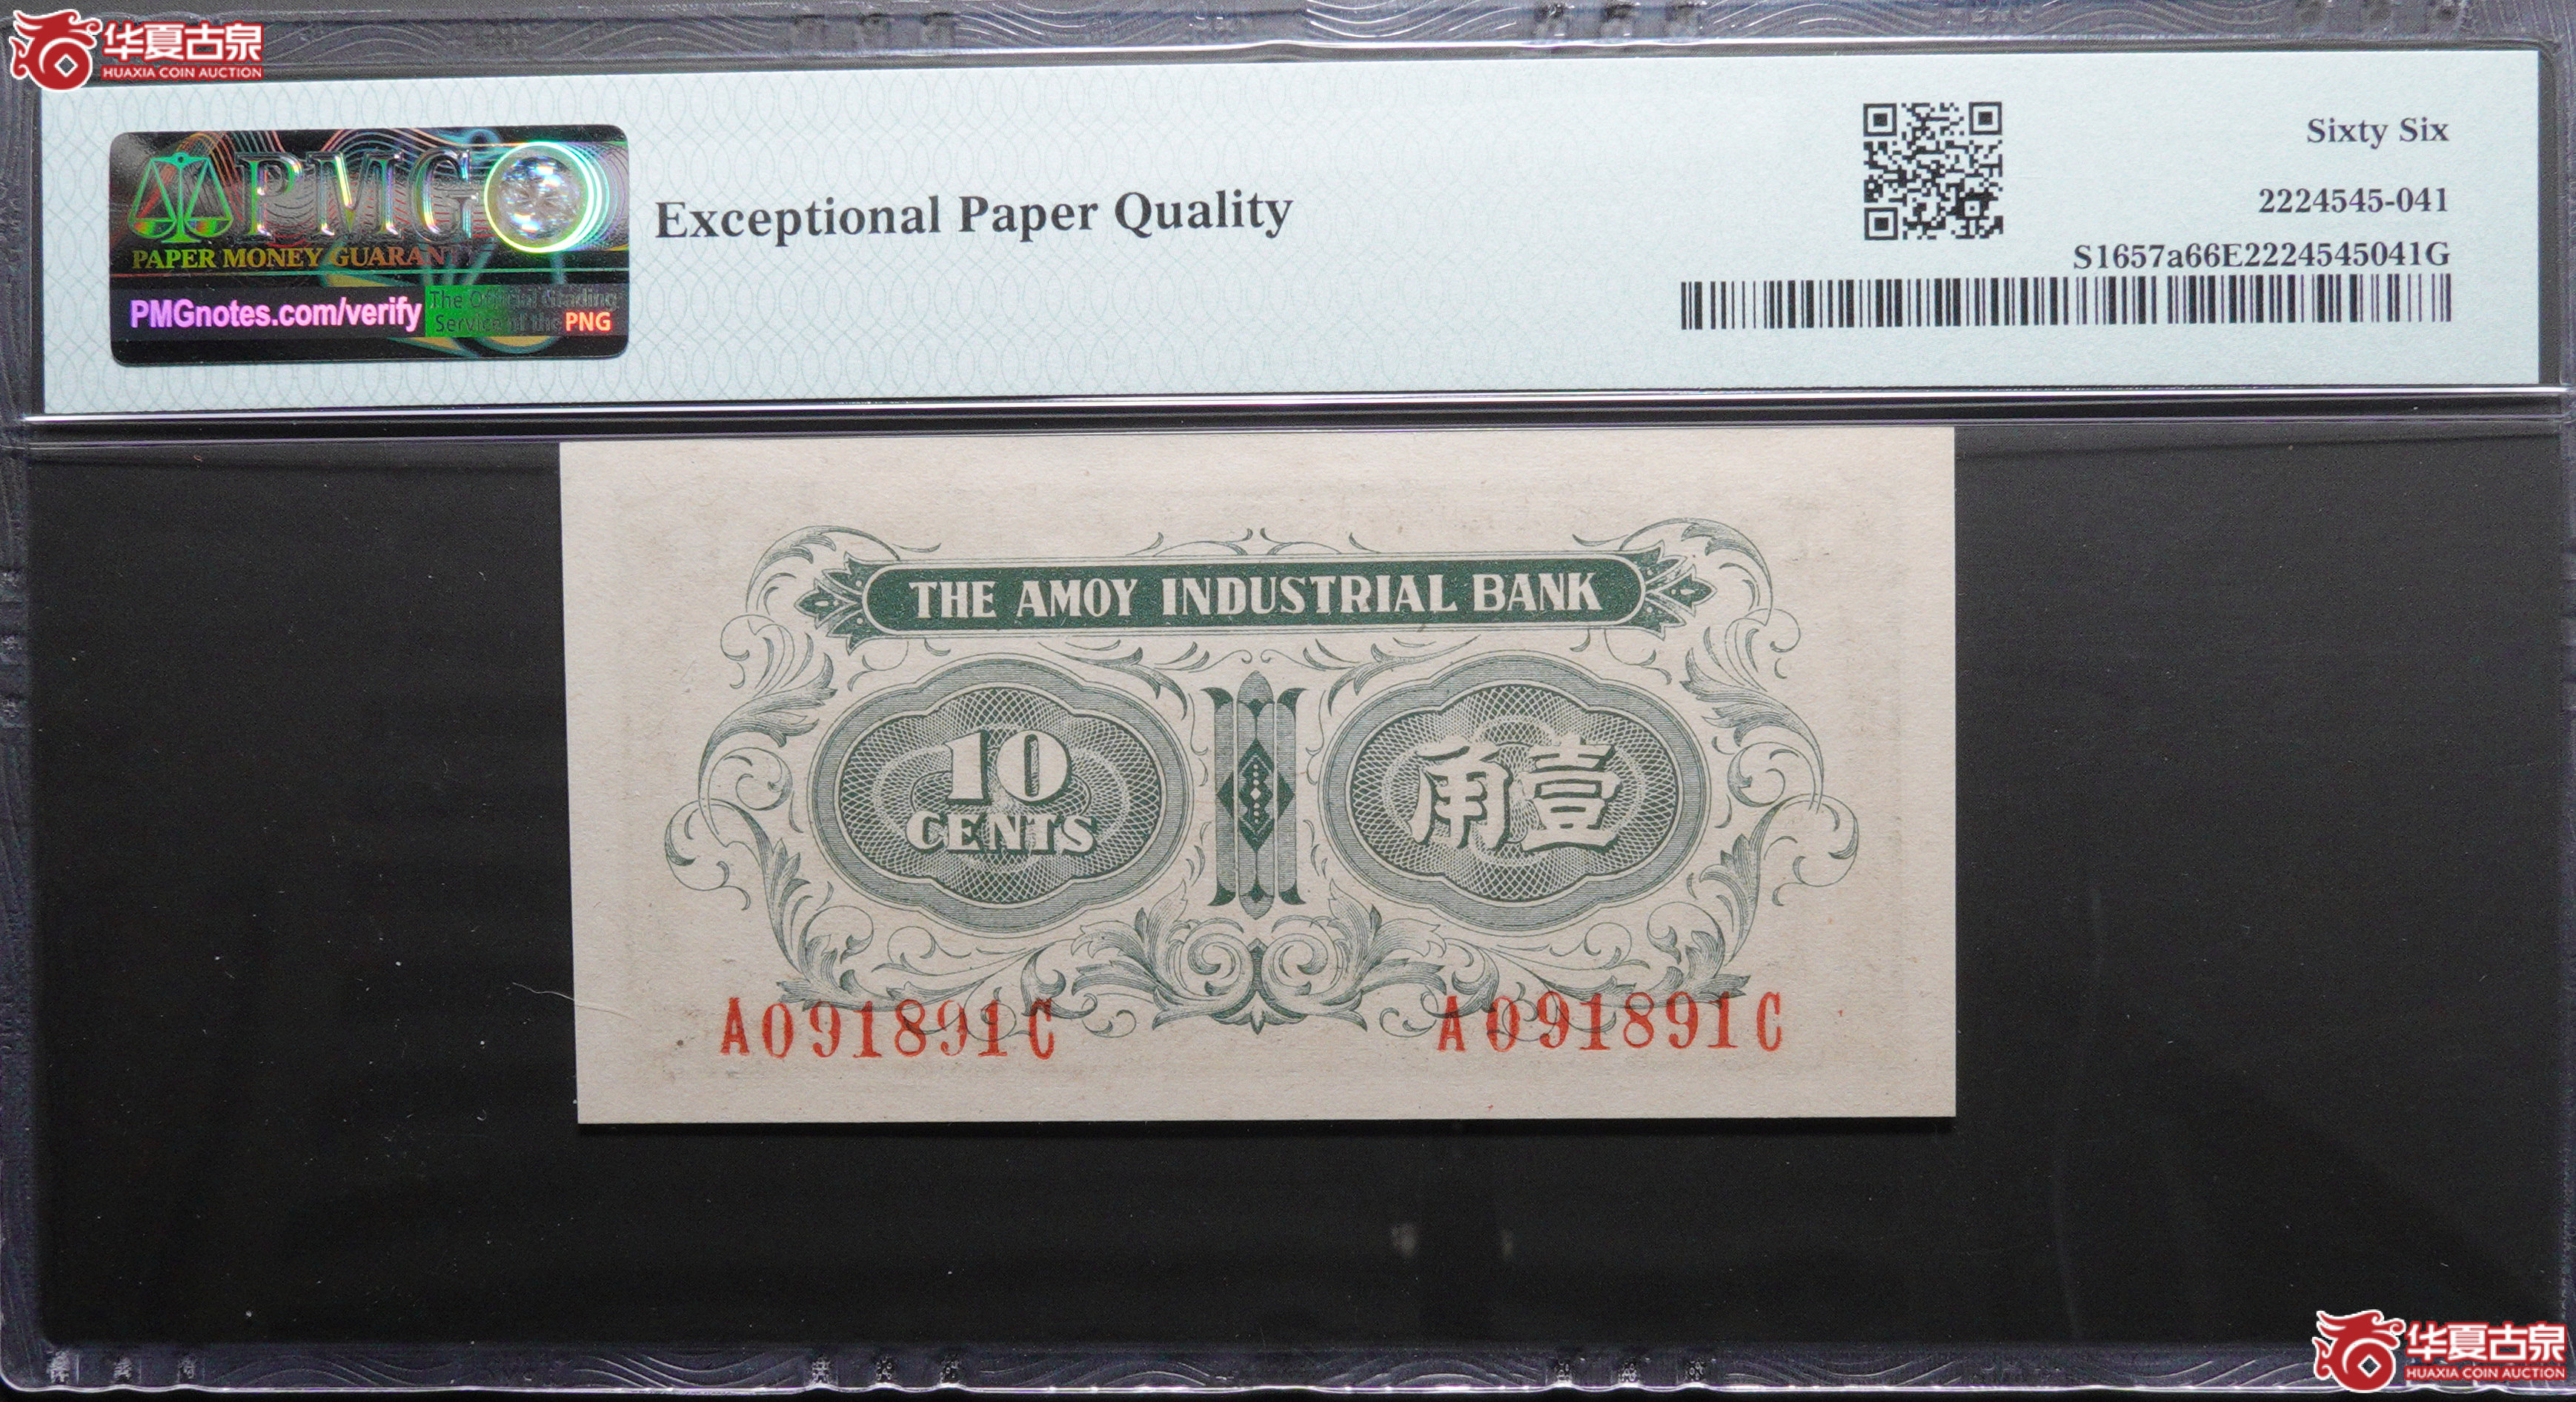 华夏古泉
HUAXIA COIN AUCTION
PMG
PAPER MONEY GUARAN
PMGnotes.com/verify
The Official Grading
Service of the PNG
Exceptional Paper Quality
Sixty Six
2224545-041
S1657a66E2224545041G
THE AMOY INDUSTRIAL BANK
10
CENTS
角壹
A091891C
A091891C
华夏古泉
HUAXIA COIN AUCTION